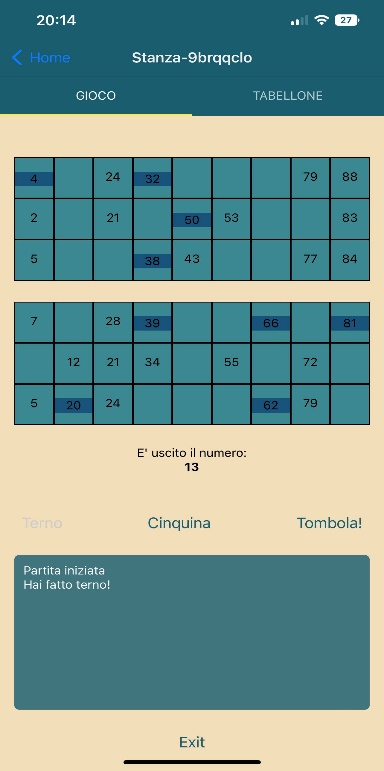 20:14
27
Home
Stanza-9brqqclo
GIOCO TABELLONE
4 24 32 79 88
2 21 50 53 83
5 38 43 77 84
7 28 39 66 81
12 21 34 55 72
5 20 24 62 79
E' uscito il numero:
13
Terno Cinquina Tombola!
Partita iniziata
Hai fatto terno!
Exit